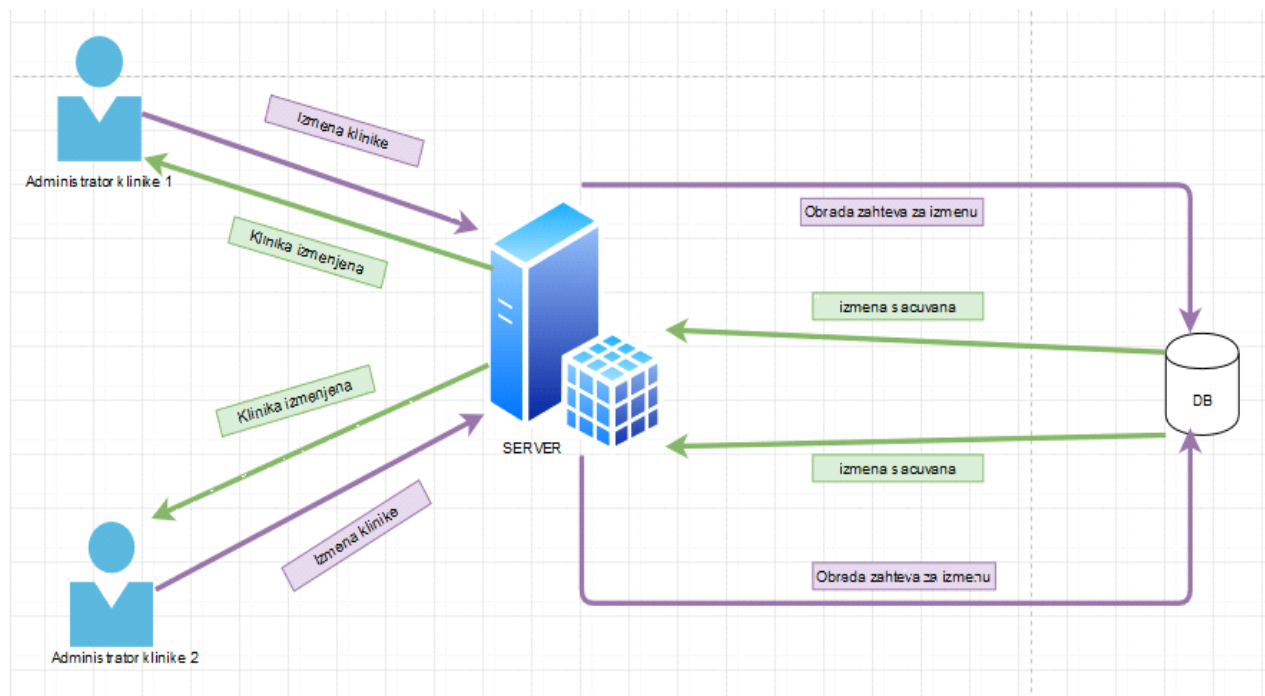 Izmena klinike
Administrator klinike 1
Obrada zahteva za izmenu
Klinika izmenjena
izmena sacuvana
Klinika izmenjena
DB
SERVER
izmena sacuvana
Izmena klinike
Obrada zahteva za izmenu
Administrator klinike 2